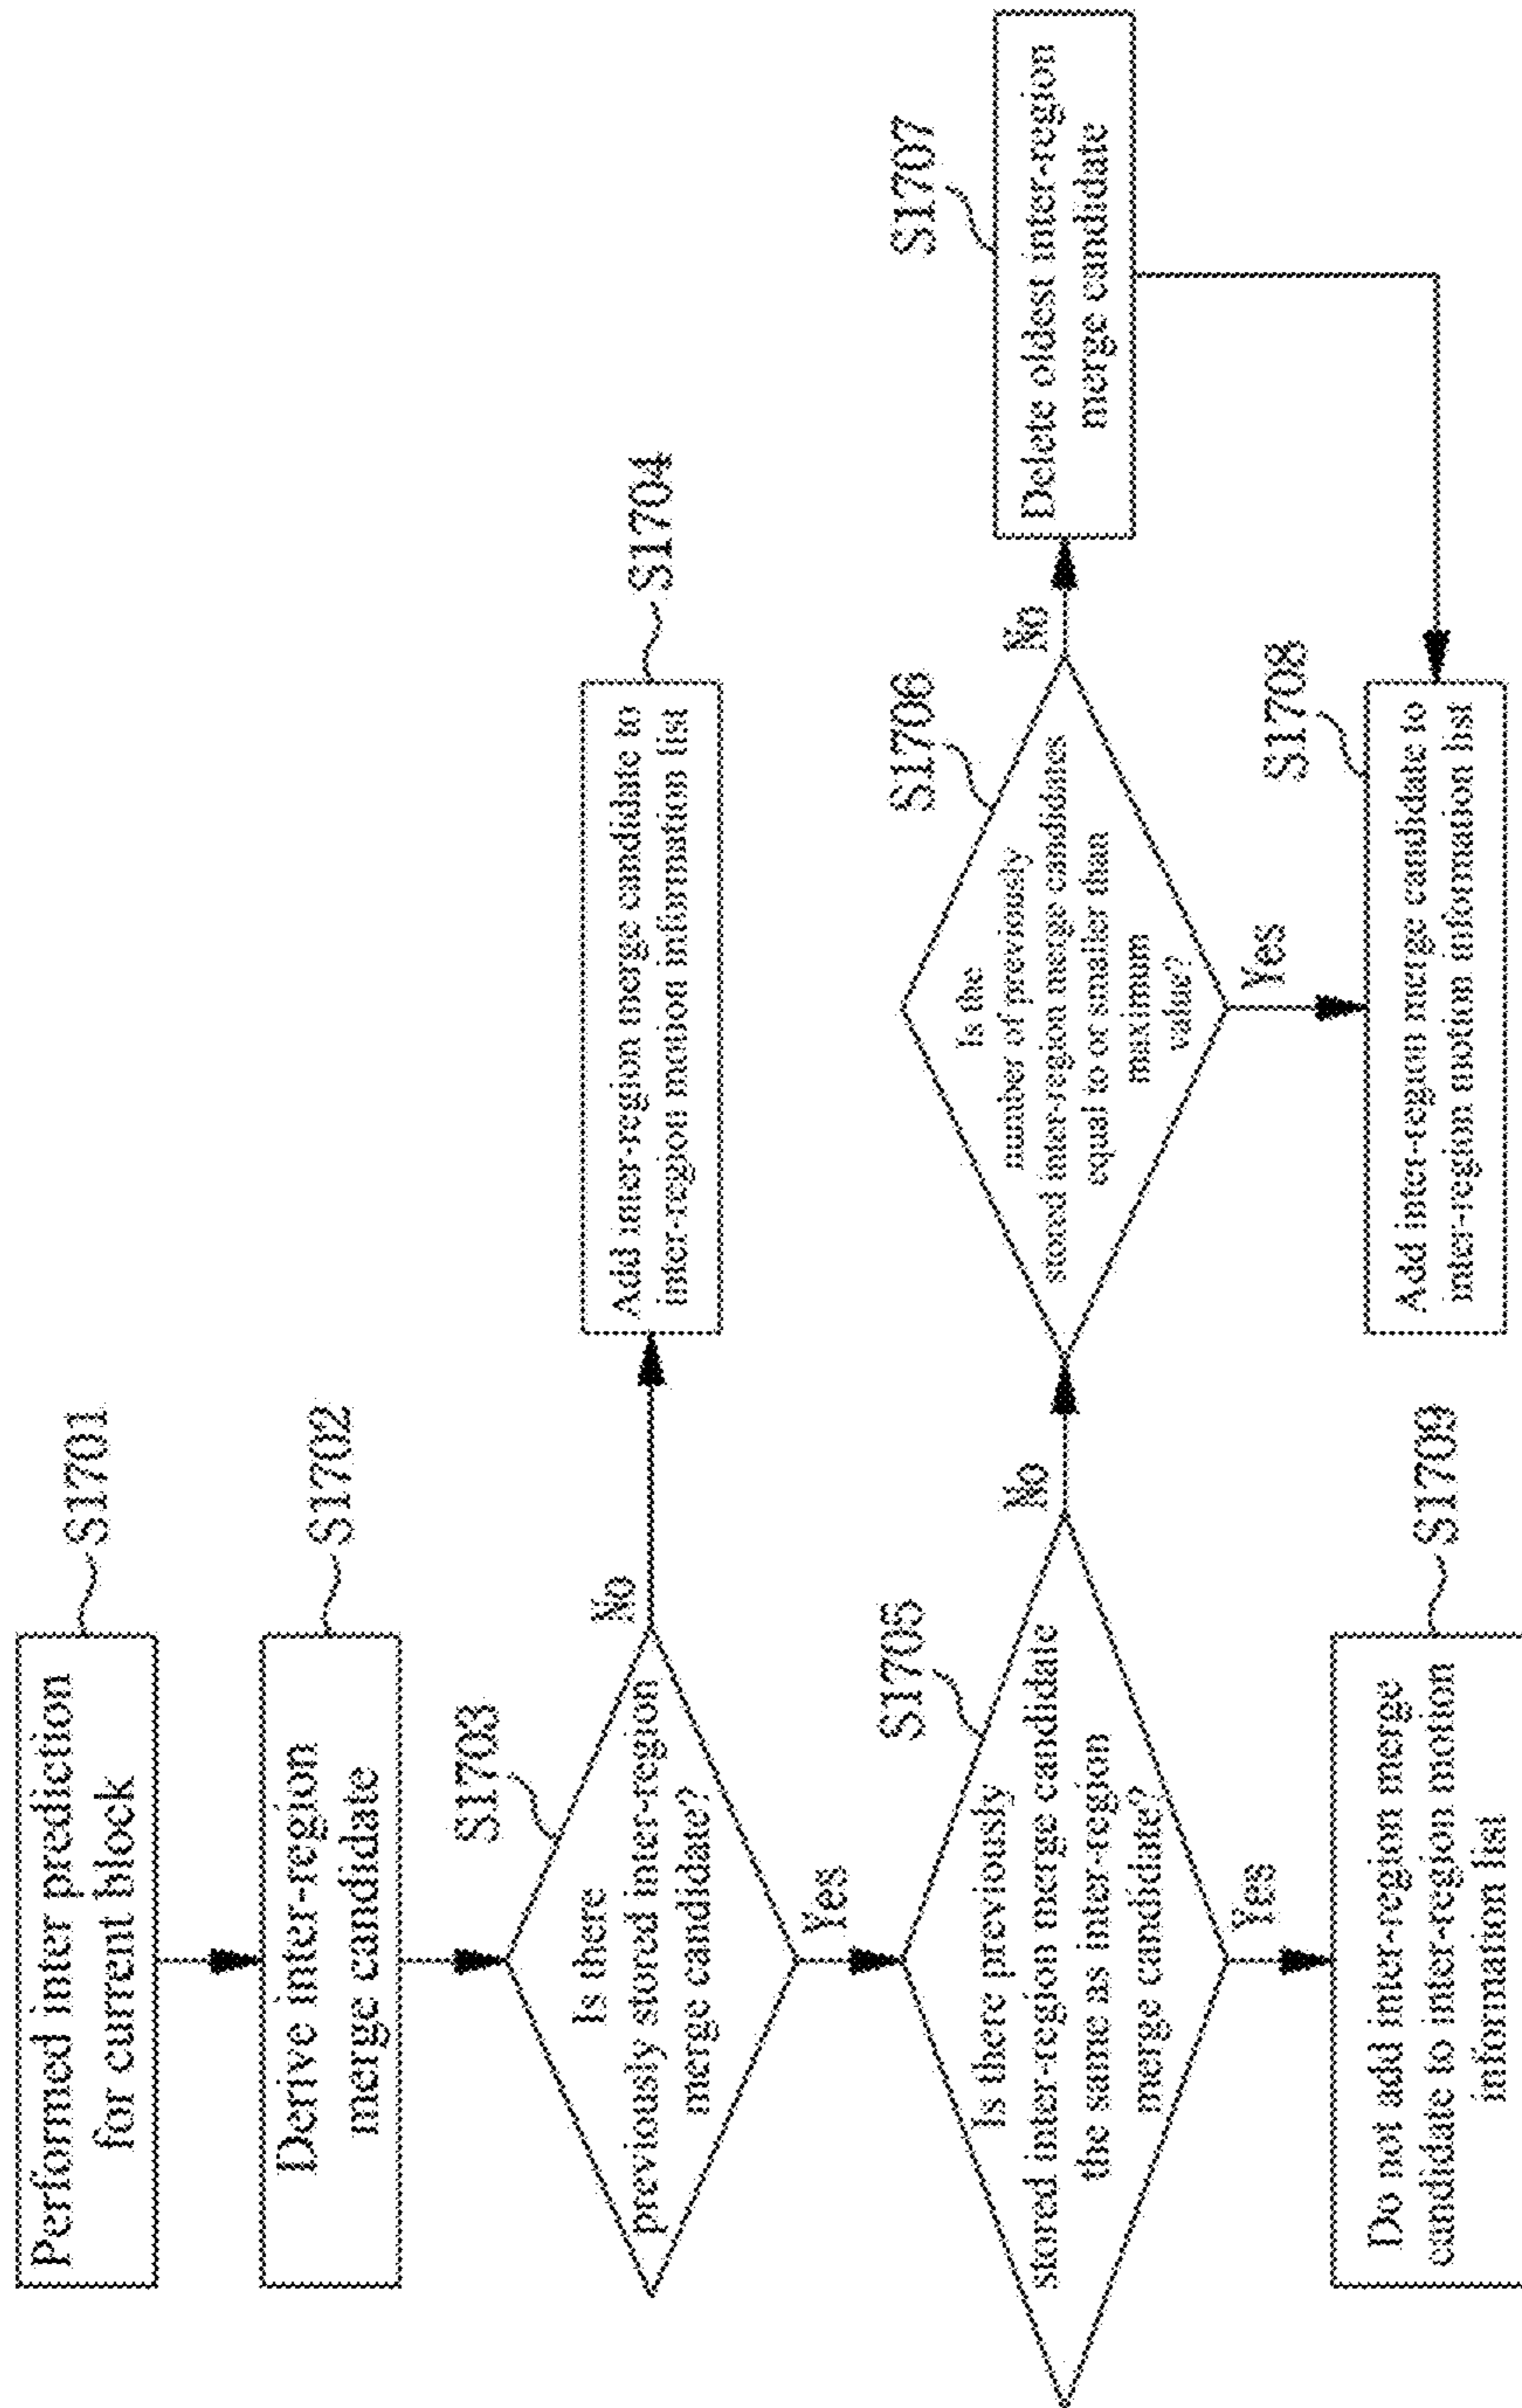 Performed inter prediction
for current block
S1701
Derive inter-region
merge candidate
S1702
Is there
previously stored inter-region
merge candidate?
S1703
No
Add inter-region merge candidate to
inter-region motion information list
S1704
Yes
Is there previously
stored inter-region merge candidate
the same as inter-region
merge candidate?
S1705
No
Is the
number of previously
stored inter-region merge candidates
equal to or smaller than
maximum
value?
S1706
No
Delete oldest inter-region
merge candidate
S1707
Yes
Do not add inter-region merge
candidate to inter-region motion
information list
S1709
Yes
Add inter-region merge candidate to
inter-region motion information list
S1708